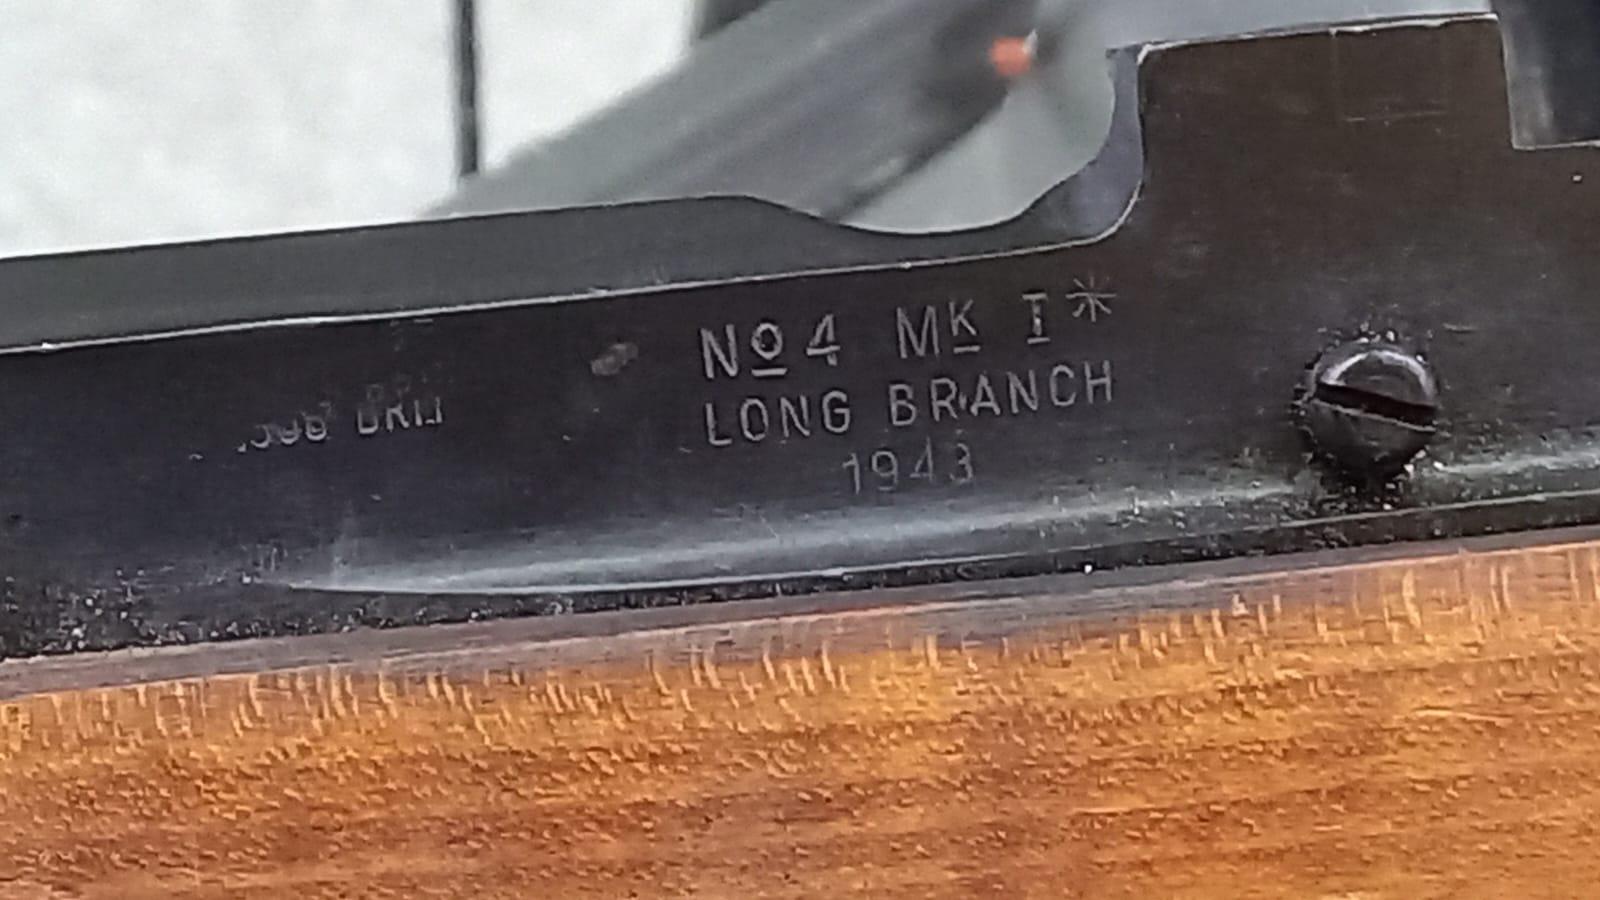 Nº4 MK I*
LONG BRANCH
1943